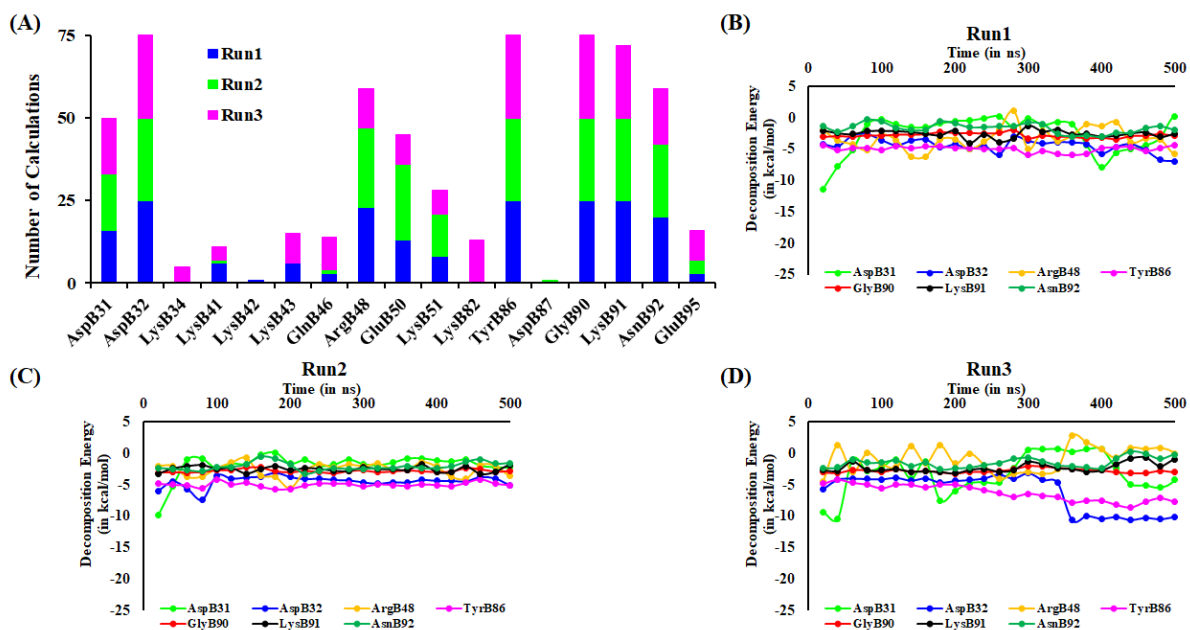 (A)
75
50
25
0
Number of Calculations
Run1
Run2
Run3
AspB31
AspB32
LysB34
LysB41
LysB42
LysB43
GlnB46
ArgB48
GluB50
LysB51
LysB82
TyrB86
AspB87
GlyB90
LysB91
AsnB92
GluB95
(B)
Run1
Time (in ns)
0 100 200 300 400 500
Decomposition Energy
(in kcal/mol)
5
0
-5
-10
-15
-20
-25
AspB31 AspB32 ArgB48 TyrB86
GlyB90 LysB91 AsnB92
(C)
Run2
Time (in ns)
0 100 200 300 400 500
Decomposition Energy
(in kcal/mol)
5
0
-5
-10
-15
-20
-25
AspB31 AspB32 ArgB48 TyrB86
GlyB90 LysB91 AsnB92
(D)
Run3
Time (in ns)
0 100 200 300 400 500
Decomposition Energy
(in kcal/mol)
5
0
-5
-10
-15
-20
-25
AspB31 AspB32 ArgB48 TyrB86
GlyB90 LysB91 AsnB92